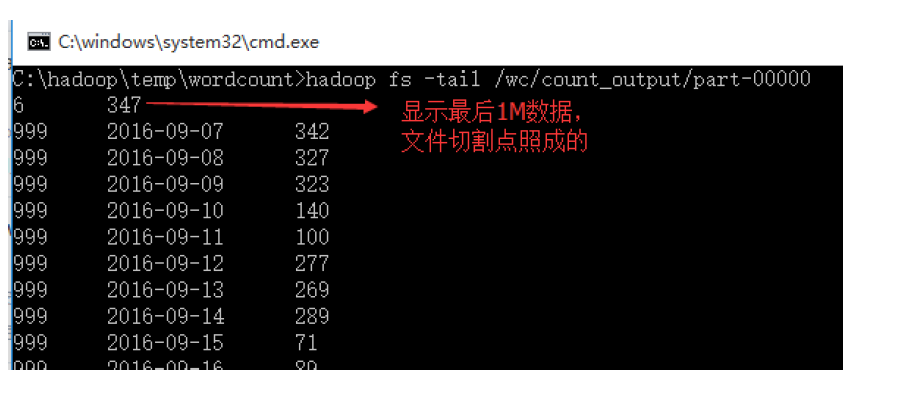 C:\windows\system32\cmd.exe
C:\hadoop\temp\wordcount>hadoop fs -tail /wc/count_output/part-00000
6 347
显示最后1M数据，
999 2016-09-07 342
文件切割点照成的
999 2016-09-08 327
999 2016-09-09 323
999 2016-09-10 140
999 2016-09-11 100
999 2016-09-12 277
999 2016-09-13 269
999 2016-09-14 289
999 2016-09-15 71
999 2016-09-16 89